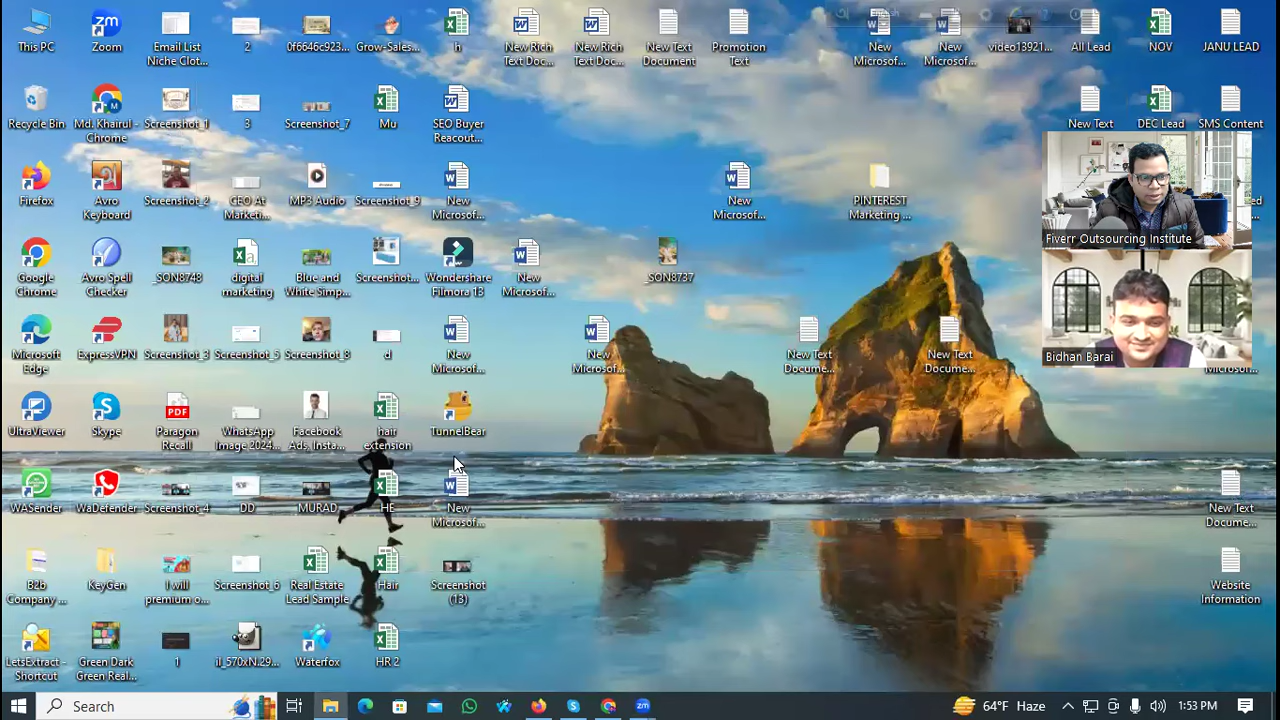 This PC
Zoom
Email List
Niche Clot...
2
0f6646c923...
Grow-Sales...
h
New Rich
Text Doc...
New Rich
Text Doc...
New Text
Document
Promotion
Text
New
Microsof...
New
Microsof...
video13921...
All Lead
NOV
JANU LEAD
Recycle Bin
Md. Khairul -
Chrome
Screenshot_1
3
Screenshot_7
Mu
SEO Buyer
Reacout...
New Text
DEC Lead
SMS Content
Firefox
Avro
Keyboard
Screenshot_2
CEO At
Marketi...
MP3 Audio
Screenshot_9
New
Microsof...
New
Microsof...
PINTEREST
Marketing ...
Fiverr Outsourcing Institute
Google
Chrome
Avro Spell
Checker
_SON8748
digital
marketing
Blue and
White Simp...
Screenshot...
Wondershare
Filmora 13
New
Microsof...
_SON8737
Microsoft
Edge
ExpressVPN
Screenshot_3
Screenshot_5
Screenshot_8
d
New
Microsof...
New
Microsof...
New Text
Docume...
New Text
Docume...
Bidhan Barai
Microsof...
UltraViewer
Skype
PDF
Paragon
Recall
WhatsApp
Image 2024...
Facebook
Ads, Insta...
hair
extension
TunnelBear
WASender
WaDefender
Screenshot_4
DD
MURAD
HE
New
Microsof...
New Text
Docume...
B2b
Company ...
KeyGen
I will
premium o...
Screenshot_6
Real Estate
Lead Sample
Hair
Screenshot
(13)
Website
Information
LetsExtract -
Shortcut
Green Dark
Green Real...
1
il_570xN.29...
Waterfox
HR 2
Search
64°F Haze
1:53 PM